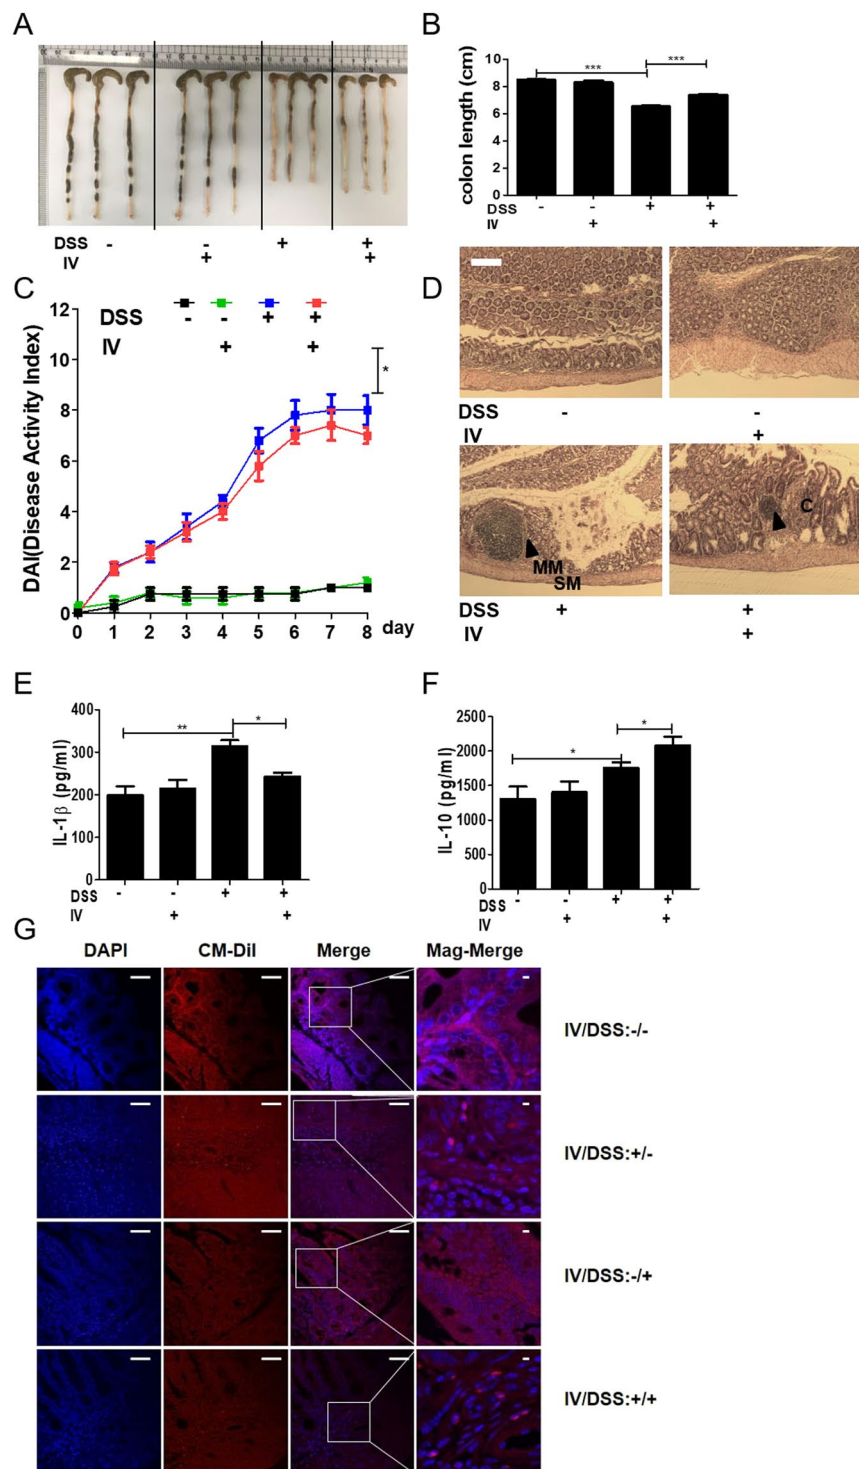 A
DSS - - + +
IV + +
B
colon length (cm)
10
8
6
4
2
0
*** ***
DSS - - + +
IV + +
C
DAI(Disease Activity Index)
12
10
8
6
4
2
0
DSS - - + +
IV + +
*
0 1 2 3 4 5 6 7 8 day
D
DSS - -
IV +
MM
SM
C
DSS + +
IV +
E
IL-1β (pg/ml)
400
300
200
100
0
** *
DSS - - + +
IV + +
F
IL-10 (pg/ml)
2500
2000
1500
1000
500
0
* *
DSS - - + +
IV + +
G
DAPI CM-Dil Merge Mag-Merge
IV/DSS:-/-
IV/DSS:+/-
IV/DSS:-/+
IV/DSS:+/+